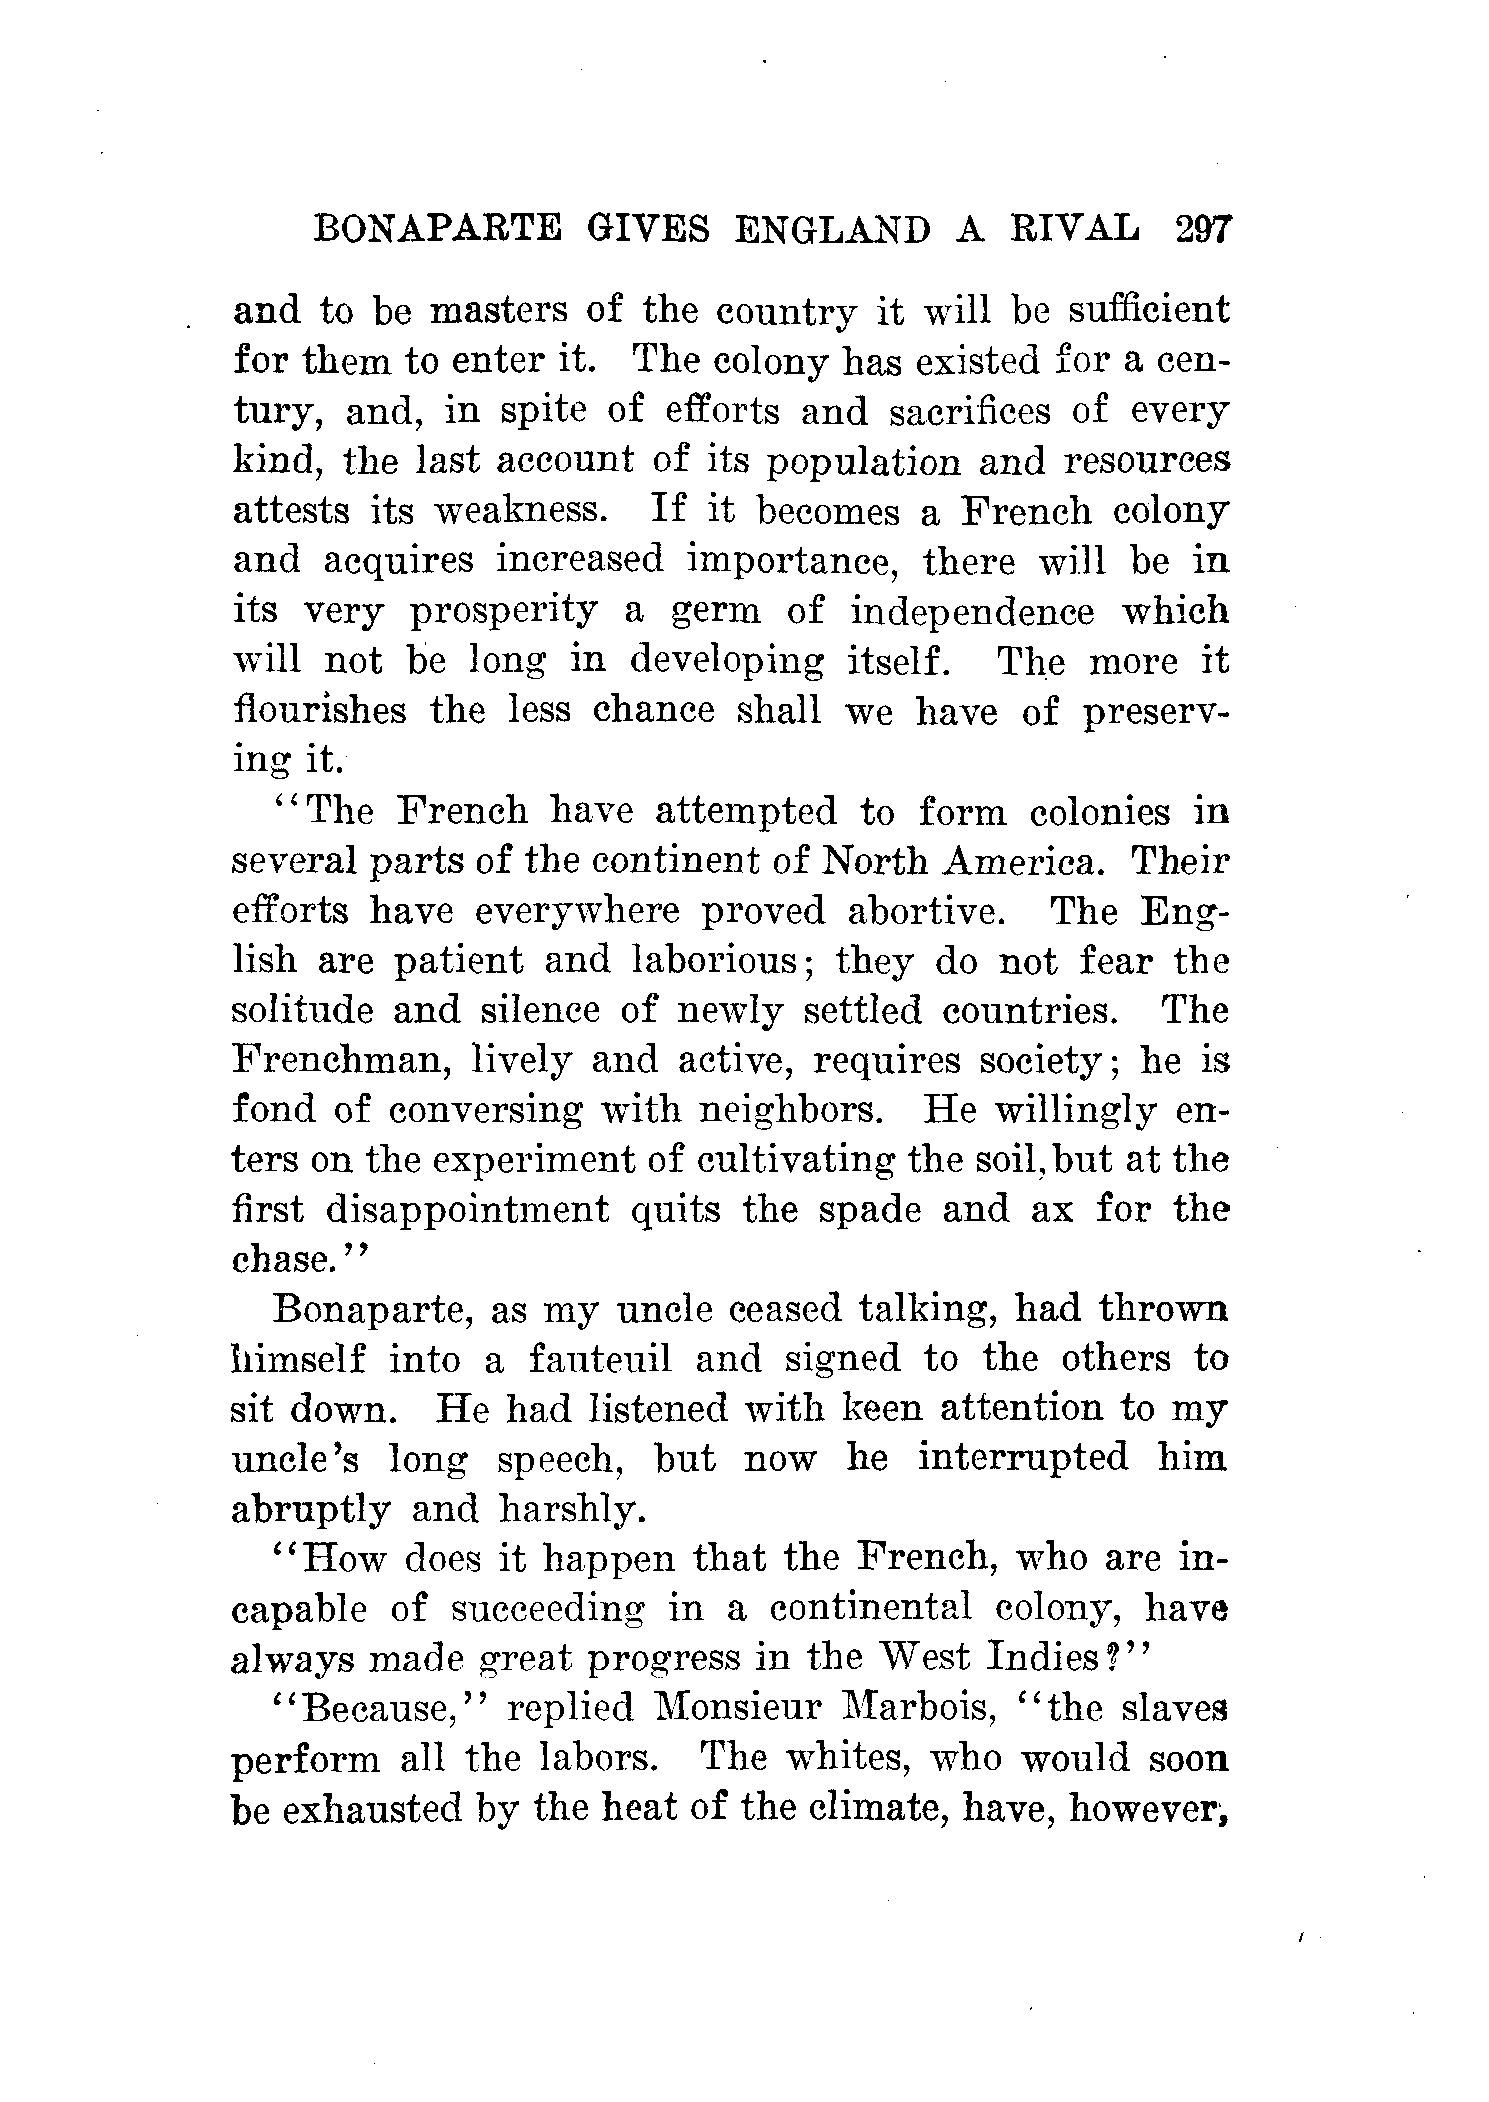 BONAPARTE GIVES ENGLAND A RIVAL 297
and to be masters of the country it will be sufficient
for them to enter it. The colony has existed for a cen-
tury, and, in spite of efforts and sacrifices of every
kind, the last account of its population and resources
attests its weakness. If it becomes a French colony
and acquires increased importance, there will be in
its very prosperity a germ of independence which
will not be long in developing itself. The more it
flourishes the less chance shall we have of preserv-
ing it.
"The French have attempted to form colonies in
several parts of the continent of North America. Their
efforts have everywhere proved abortive. The Eng-
lish are patient and laborious; they do not fear the
solitude and silence of newly settled countries. The
Frenchman, lively and active, requires society; he is
fond of conversing with neighbors. He willingly en-
ters on the experiment of cultivating the soil, but at the
first disappointment quits the spade and ax for the
chase."
Bonaparte, as my uncle ceased talking, had thrown
himself into a fauteuil and signed to the others to
sit down. He had listened with keen attention to my
uncle's long speech, but now he interrupted him
abruptly and harshly.
"How does it happen that the French, who are in-
capable of succeeding in a continental colony, have
always made great progress in the West Indies?"
"Because," replied Monsieur Marbois, "the slaves
perform all the labors. The whites, who would soon
be exhausted by the heat of the climate, have, however,